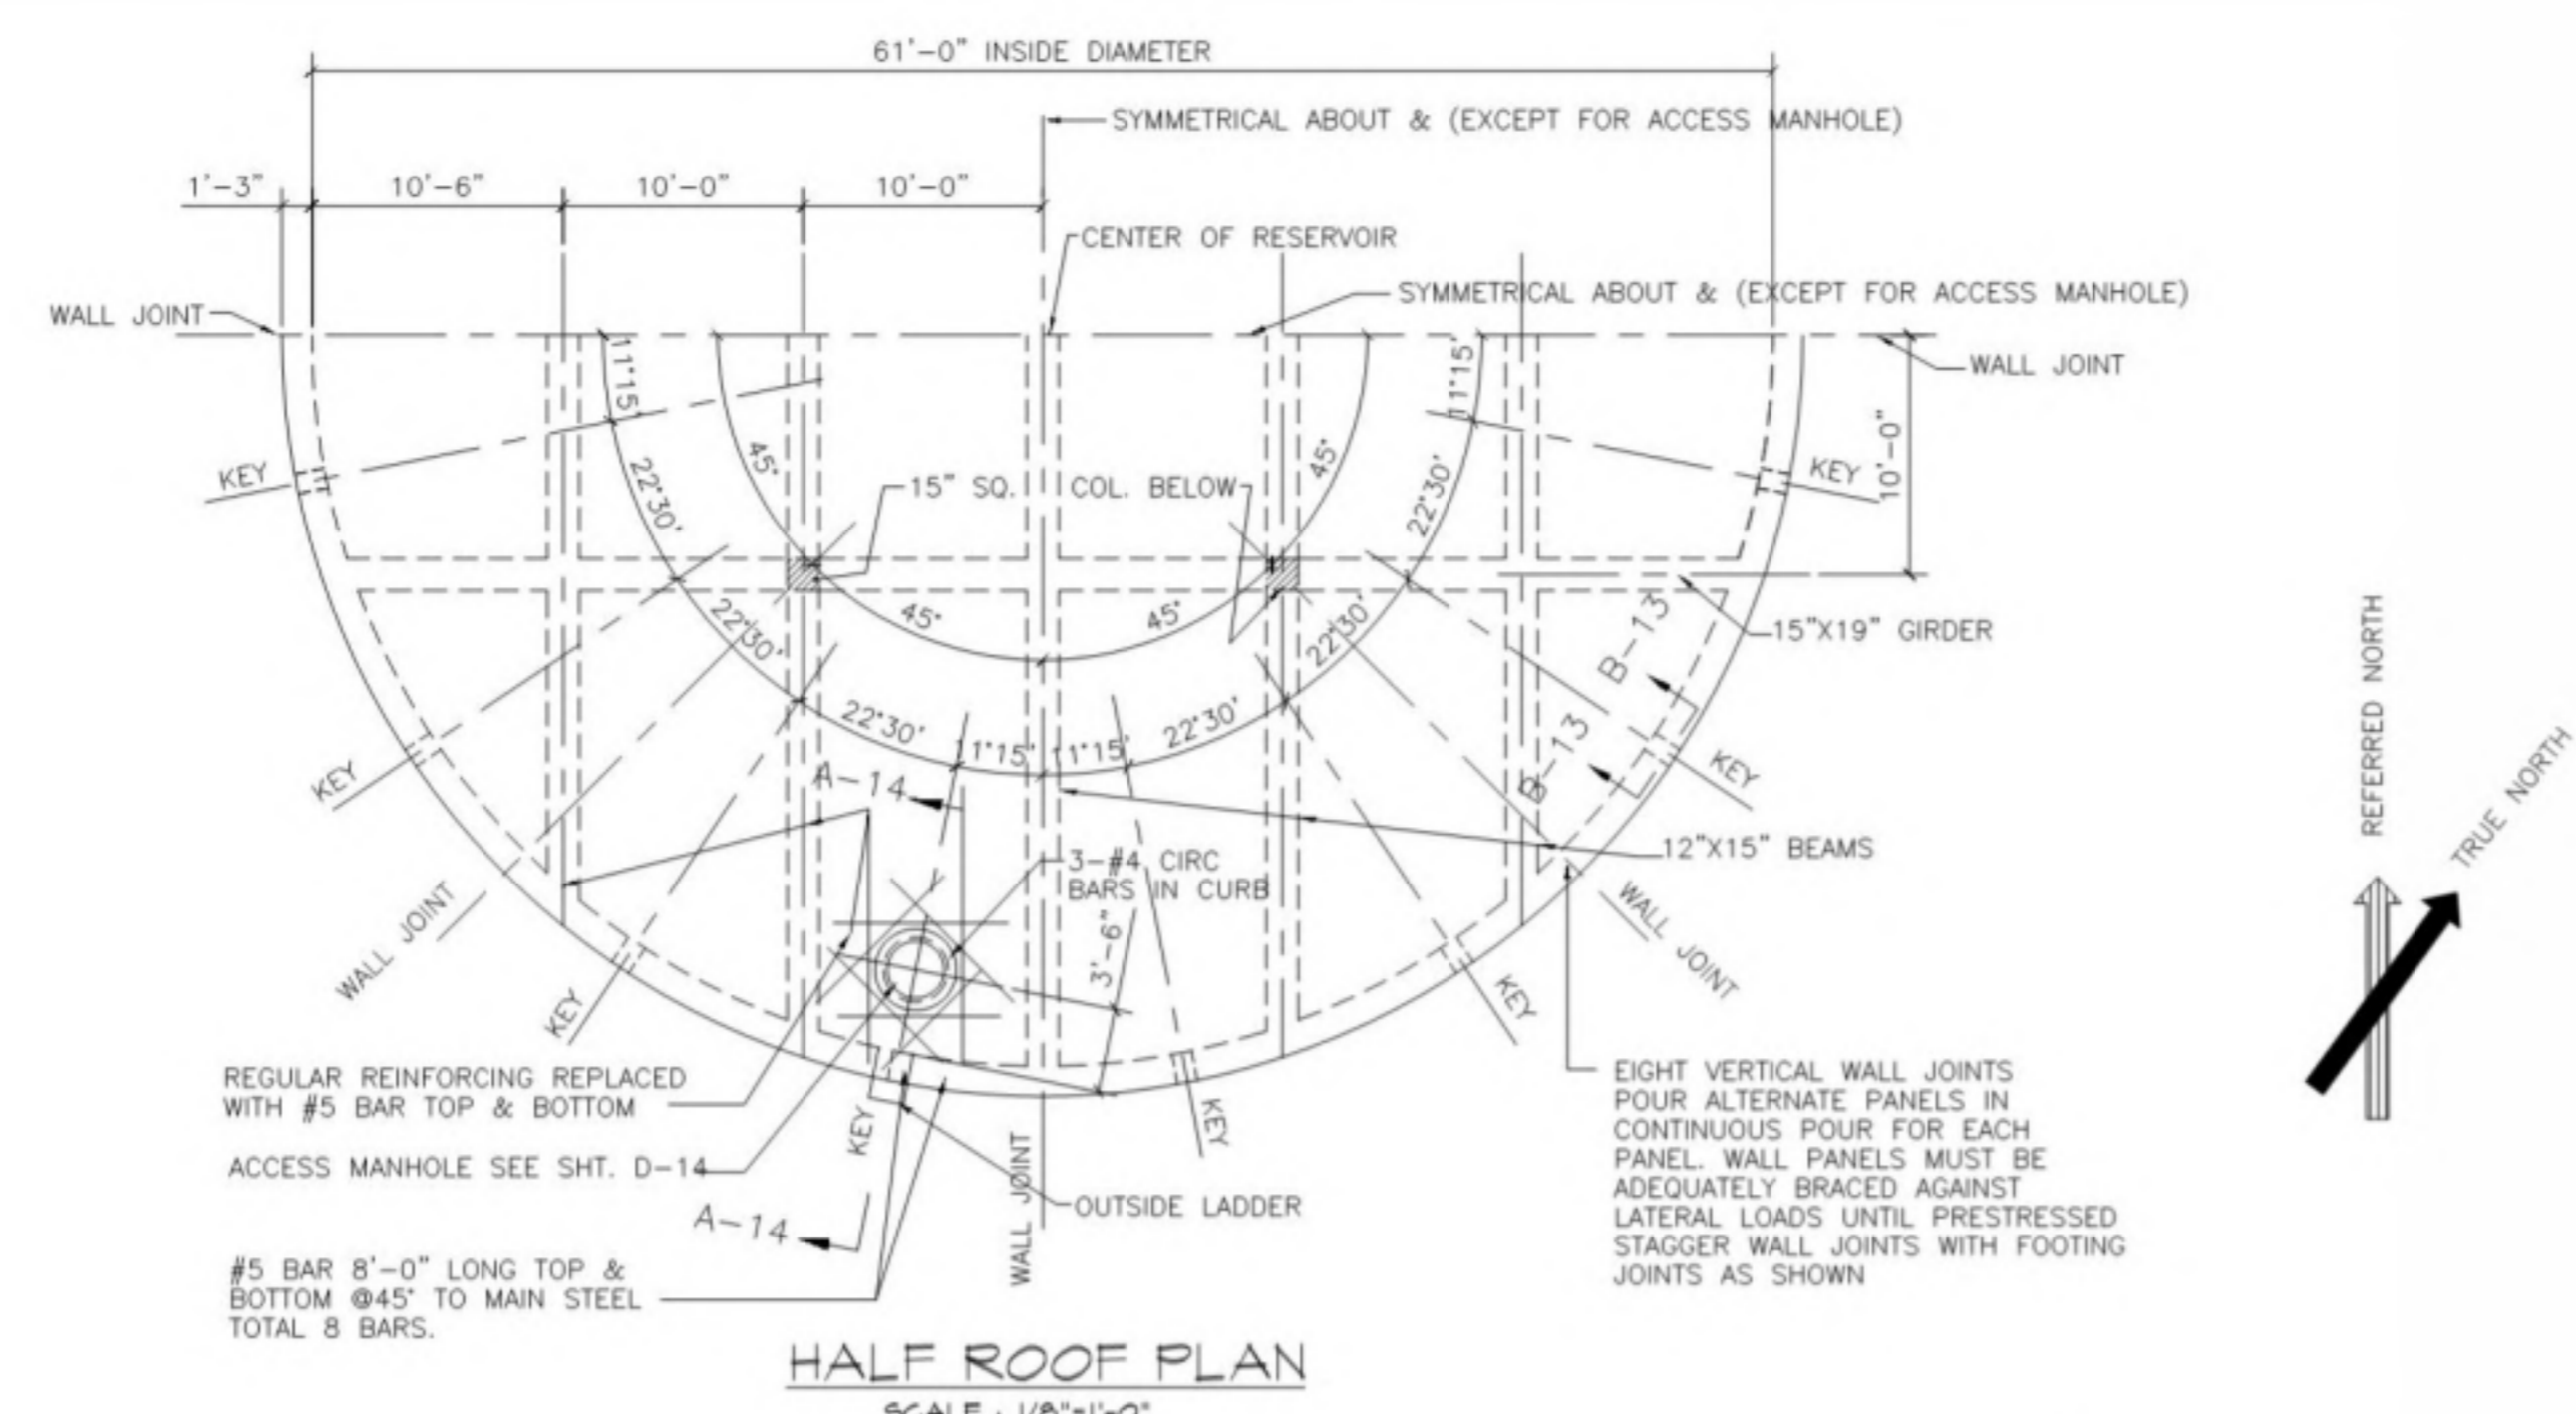 61'-0" INSIDE DIAMETER
SYMMETRICAL ABOUT & (EXCEPT FOR ACCESS MANHOLE)
1'-3"
10'-6"
10'-0"
10'-0"
CENTER OF RESERVOIR
SYMMETRICAL ABOUT & (EXCEPT FOR ACCESS MANHOLE)
WALL JOINT
WALL JOINT
11°15'
11°15'
10'-0"
45°
45°
KEY
KEY
22°30'
22°30'
15" SQ. COL. BELOW
45°
45°
22°30'
22°30'
15"X19" GIRDER
B-13
B-13
22°30'
11°15'
11°15'
22°30'
KEY
KEY
A-14
12"X15" BEAMS
3-#4 CIRC
BARS IN CURB
3'-6"
WALL JOINT
WALL JOINT
KEY
KEY
REFERRED NORTH
TRUE NORTH
REGULAR REINFORCING REPLACED
WITH #5 BAR TOP & BOTTOM
ACCESS MANHOLE SEE SHT. D-14
KEY
KEY
A-14
WALL JOINT
OUTSIDE LADDER
#5 BAR 8'-0" LONG TOP &
BOTTOM @45° TO MAIN STEEL
TOTAL 8 BARS.
EIGHT VERTICAL WALL JOINTS
POUR ALTERNATE PANELS IN
CONTINUOUS POUR FOR EACH
PANEL. WALL PANELS MUST BE
ADEQUATELY BRACED AGAINST
LATERAL LOADS UNTIL PRESTRESSED
STAGGER WALL JOINTS WITH FOOTING
JOINTS AS SHOWN
HALF ROOF PLAN
SCALE : 1/8"=1'-0"